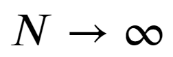 N → ∞